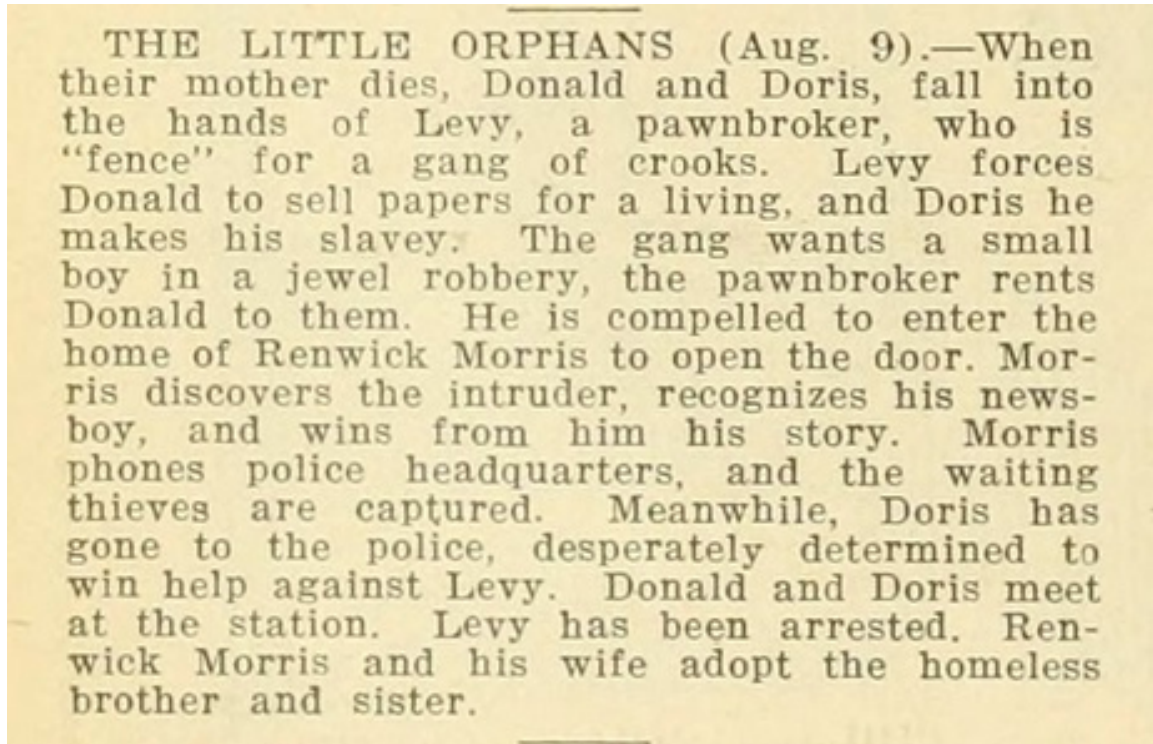 THE LITTLE ORPHANS (Aug. 9).—When
their mother dies, Donald and Doris, fall into
the hands of Levy, a pawnbroker, who is
“fence” for a gang of crooks. Levy forces
Donald to sell papers for a living, and Doris he
makes his slavey. The gang wants a small
boy in a jewel robbery, the pawnbroker rents
Donald to them. He is compelled to enter the
home of Renwick Morris to open the door. Mor-
ris discovers the intruder, recognizes his news-
boy, and wins from him his story. Morris
phones police headquarters, and the waiting
thieves are captured. Meanwhile, Doris has
gone to the police, desperately determined to
win help against Levy. Donald and Doris meet
at the station. Levy has been arrested. Ren-
wick Morris and his wife adopt the homeless
brother and sister.